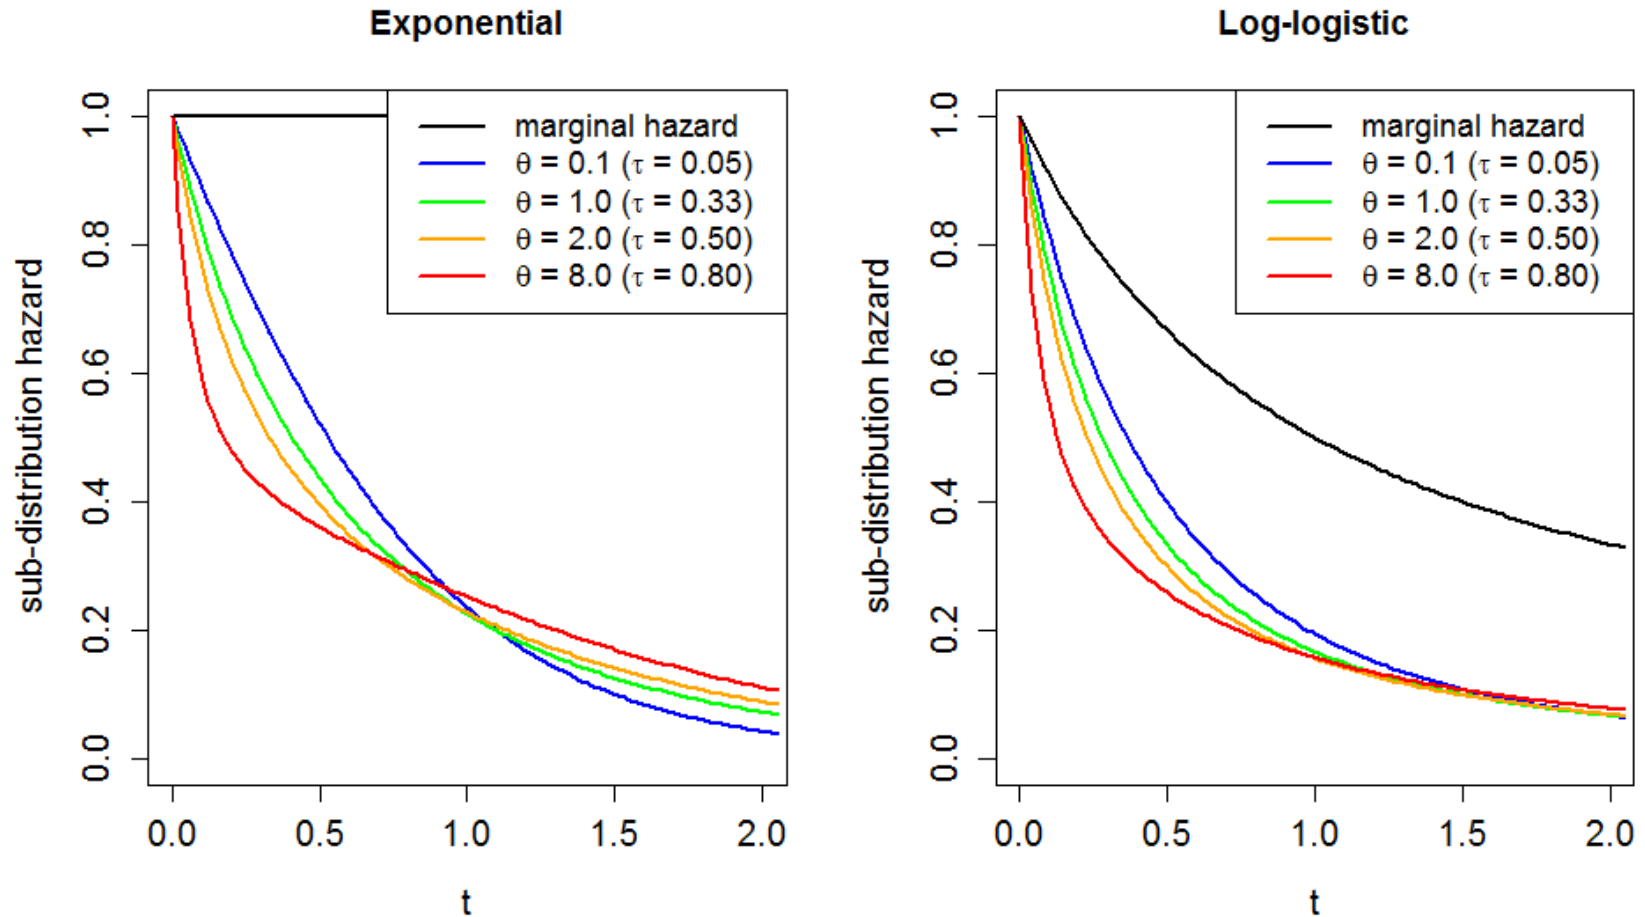 Exponential
sub-distribution hazard
1.0
0.8
0.6
0.4
0.2
0.0
marginal hazard
θ = 0.1 (τ = 0.05)
θ = 1.0 (τ = 0.33)
θ = 2.0 (τ = 0.50)
θ = 8.0 (τ = 0.80)
0.0 0.5 1.0 1.5 2.0
t
Log-logistic
sub-distribution hazard
1.0
0.8
0.6
0.4
0.2
0.0
marginal hazard
θ = 0.1 (τ = 0.05)
θ = 1.0 (τ = 0.33)
θ = 2.0 (τ = 0.50)
θ = 8.0 (τ = 0.80)
0.0 0.5 1.0 1.5 2.0
t